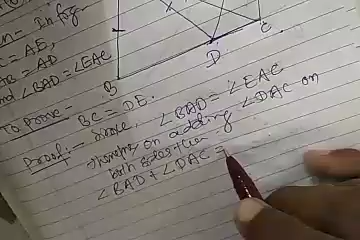 n- In fig.
C = AE,
AB = AD
and ∠BAD = ∠EAC
B
D
C
To Prove - BC = DE.
Proof:- Since, ∠BAD = ∠EAC
on adding ∠DAC on
both sides
∠BAD + ∠DAC =